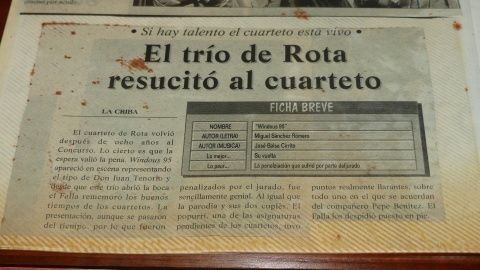 • Si hay talento el cuarteto está vivo •
El trío de Rota
resucitó al cuarteto
LA CRIBA
El cuarteto de Rota volvió
después de ocho años al
Concurso. Lo cierto es que la
espera valió la pena. Windows 95
apareció en escena representando
el tipo de Don Juan Tenorio y
desde que este trío abrió la boca
el Falla rememoró los buenos
tiempos de los cuartetos. La
presentación, aunque se pasaron
del tiempo, por lo que fueron
FICHA BREVE
NOMBRE "Windows 95"
AUTOR (LETRA) Miguel Sánchez Romero
AUTOR (MUSICA) José Balsa Cirrito
Lo mejor... Su vuelta
Lo peor... La penalización que sufrió por parte del jurado
penalizados por el jurado, fue
sencillamente genial. Al igual que
la parodia y sus dos cuplés. El
popurrí, una de las asignaturas
pendientes de los cuartetos, tuvo
puntos realmente llarantes, sobre
todo uno en el que se acuerdan
del compañero Pepe Benítez. El
Falla los despidió puesto en pie.